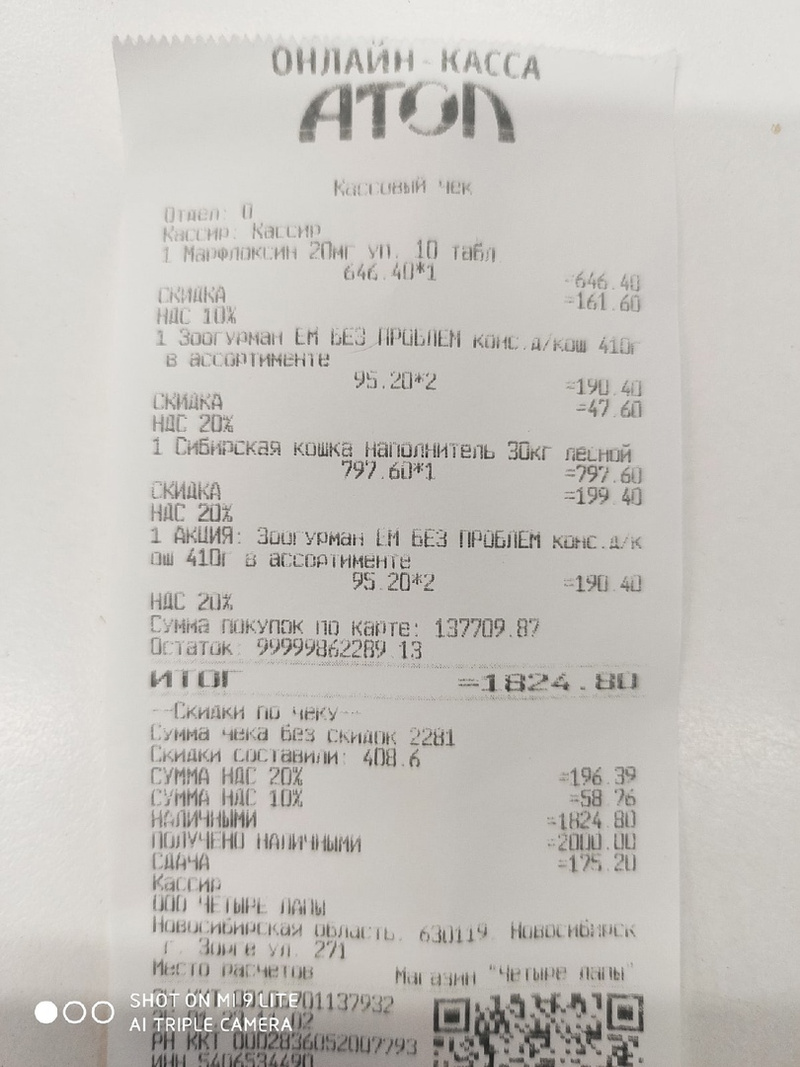 ОНЛАЙН-КАССА
АТОЛ
Кассовый чек
Отдел: 0
Кассир: Кассир
1 Марфлоксин 20мг уп. 10 табл
646.40*1 =646.40
СКИДКА =161.60
НДС 10%
1 Зоогурман ЕМ БЕЗ ПРОБЛЕМ конс.д/кош 410г
в ассортименте
95.20*2 =190.40
СКИДКА =47.60
НДС 20%
1 Сибирская кошка наполнитель 30кг лесной
797.60*1 =797.60
СКИДКА =199.40
НДС 20%
1 АКЦИЯ: Зоогурман ЕМ БЕЗ ПРОБЛЕМ конс.д/к
ош 410г в ассортименте
95.20*2 =190.40
НДС 20%
Сумма покупок по карте: 137709.87
Остаток: 99999862289.13
ИТОГ =1824.80
---Скидки по чеку---
Сумма чека без скидок 2281
Скидки составили: 408.6
СУММА НДС 20% =196.39
СУММА НДС 10% =58.76
НАЛИЧНЫМИ =1824.80
ПОЛУЧЕНО НАЛИЧНЫМИ =2000.00
СДАЧА =175.20
Кассир
ООО ЧЕТЫРЕ ЛАПЫ
Новосибирская область, 630119, Новосибирск
г, Зорге ул, 271
Место расчетов Магазин "Четыре лапы"
SHOT ON MI 9 LITE
AI TRIPLE CAMERA
РН ККТ 0002836052007793
ИНН 5406534490